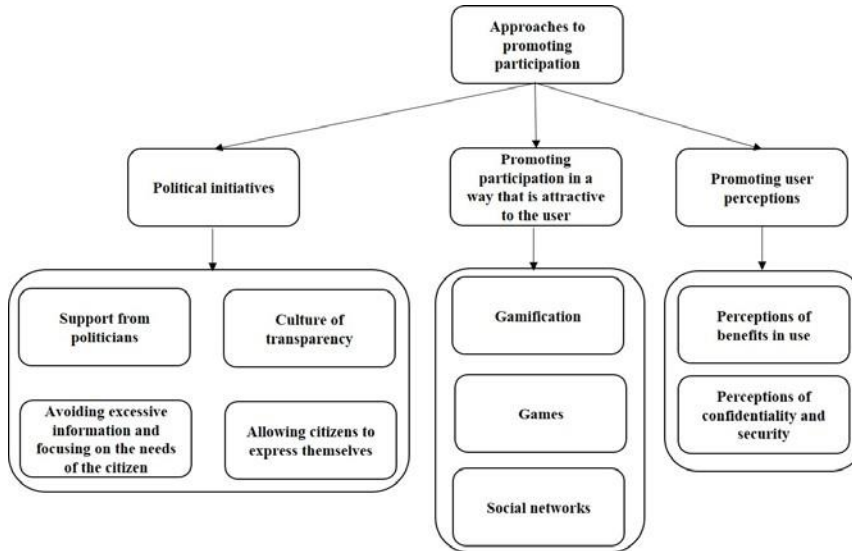 Approaches to
promoting
participation
Political initiatives
Promoting
participation in a
way that is attractive
to the user
Promoting user
perceptions
Support from
politicians
Culture of
transparency
Avoiding excessive
information and
focusing on the needs
of the citizen
Allowing citizens to
express themselves
Gamification
Games
Social networks
Perceptions of
benefits in use
Perceptions of
confidentiality and
security